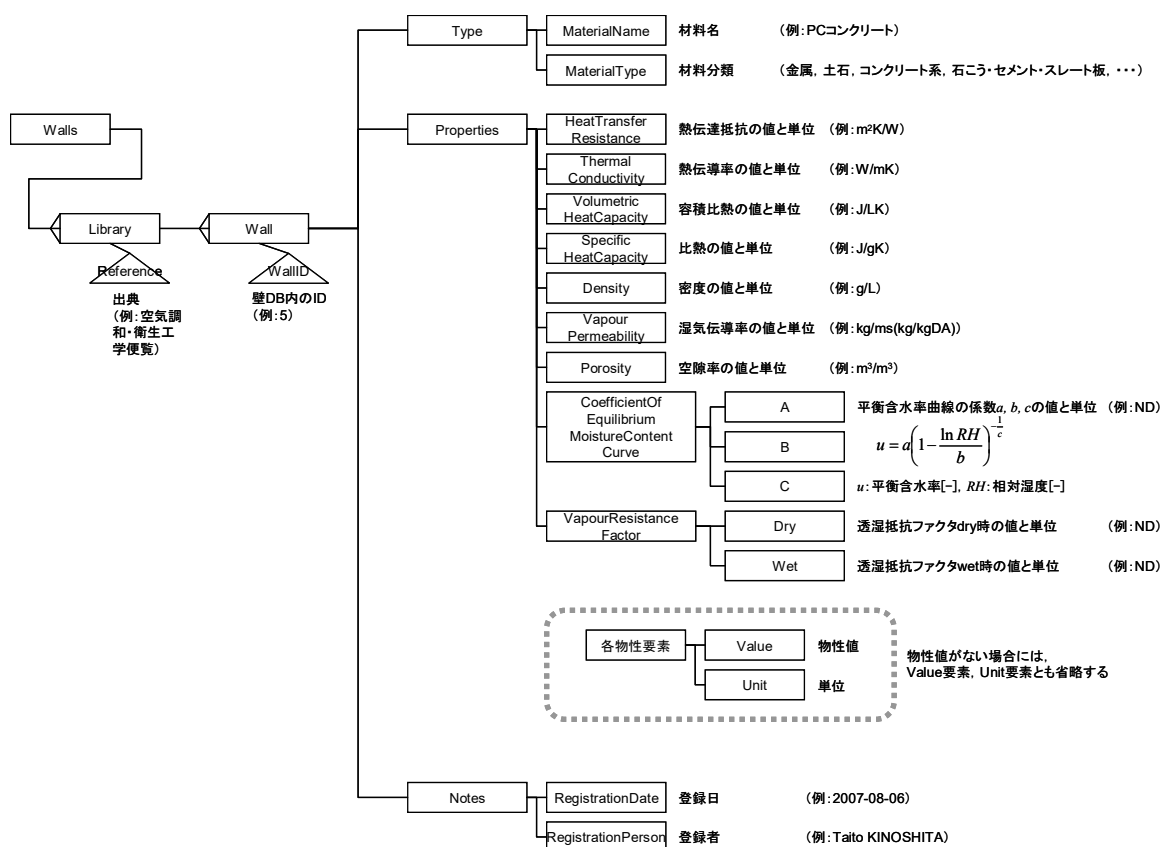 Type
MaterialName 材料名 (例:PCコンクリート)
MaterialType 材料分類 (金属, 土石, コンクリート系, 石こう・セメント・スレート板, ・・・)
Walls
Properties
HeatTransfer
Resistance
熱伝達抵抗の値と単位 (例:m²K/W)
Thermal
Conductivity
熱伝導率の値と単位 (例:W/mK)
Volumetric
HeatCapacity
容積比熱の値と単位 (例:J/LK)
Library
Wall
Specific
HeatCapacity
比熱の値と単位 (例:J/gK)
Reference
WallID
出典
(例:空気調
和・衛生工
学便覧)
壁DB内のID
(例:5)
Density 密度の値と単位 (例:g/L)
Vapour
Permeability
湿気伝導率の値と単位 (例:kg/ms(kg/kgDA))
Porosity 空隙率の値と単位 (例:m³/m³)
CoefficientOf
Equilibrium
MoistureContent
Curve
A 平衡含水率曲線の係数a, b, cの値と単位 (例:ND)
B u = a(1 − ln RH / b)^(−1/c)
C u:平衡含水率[-], RH:相対湿度[-]
VapourResistance
Factor
Dry 透湿抵抗ファクタdry時の値と単位 (例:ND)
Wet 透湿抵抗ファクタwet時の値と単位 (例:ND)
各物性要素
Value 物性値
Unit 単位
物性値がない場合には,
Value要素, Unit要素とも省略する
Notes
RegistrationDate 登録日 (例:2007-08-06)
RegistrationPerson 登録者 (例:Taito KINOSHITA)